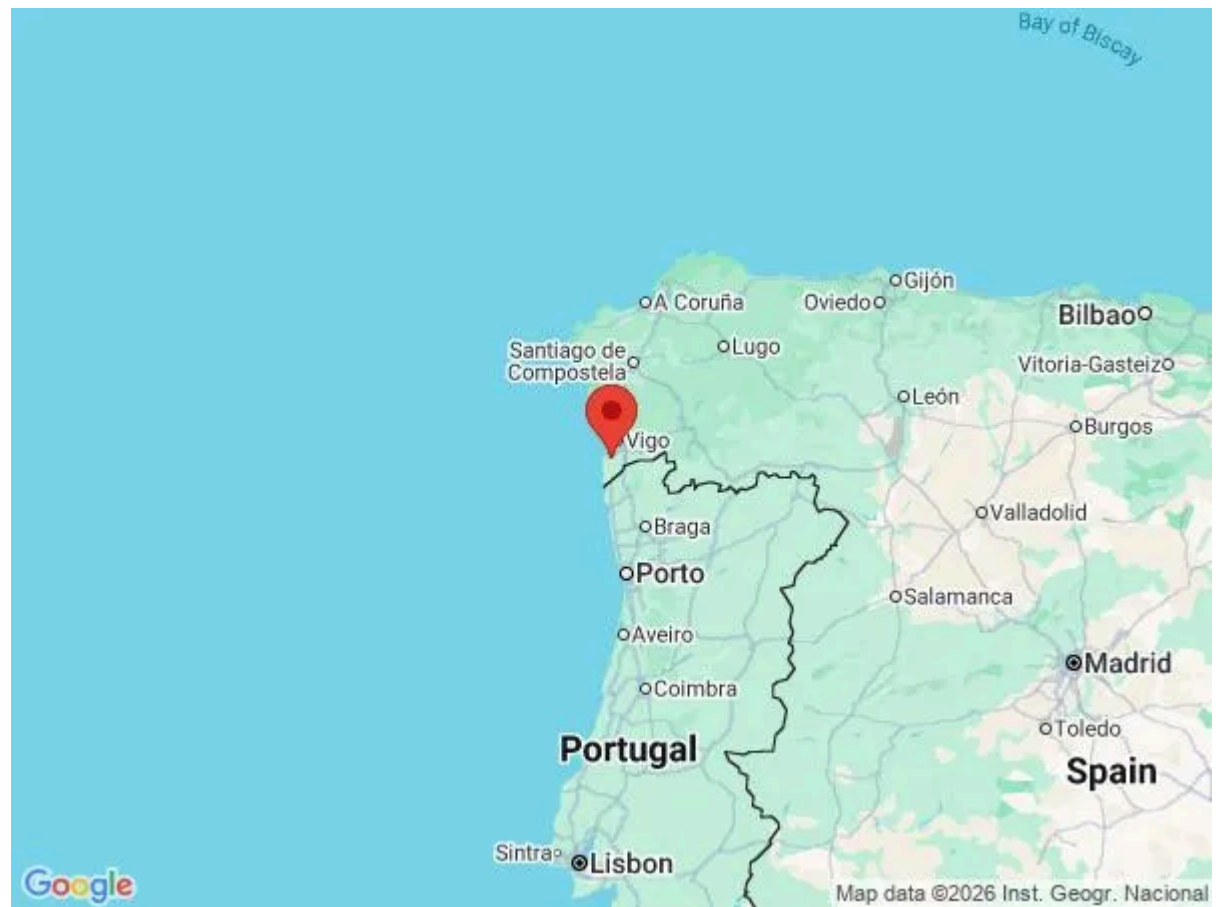 Bay of Biscay
Gijón
A Coruña
Oviedo
Bilbao
Santiago de
Compostela
Lugo
Vitoria-Gasteiz
León
Burgos
Vigo
Valladolid
Braga
Porto
Salamanca
Aveiro
Madrid
Coimbra
Toledo
Portugal
Spain
Sintra
Lisbon
Google
Map data ©2026 Inst. Geogr. Nacional